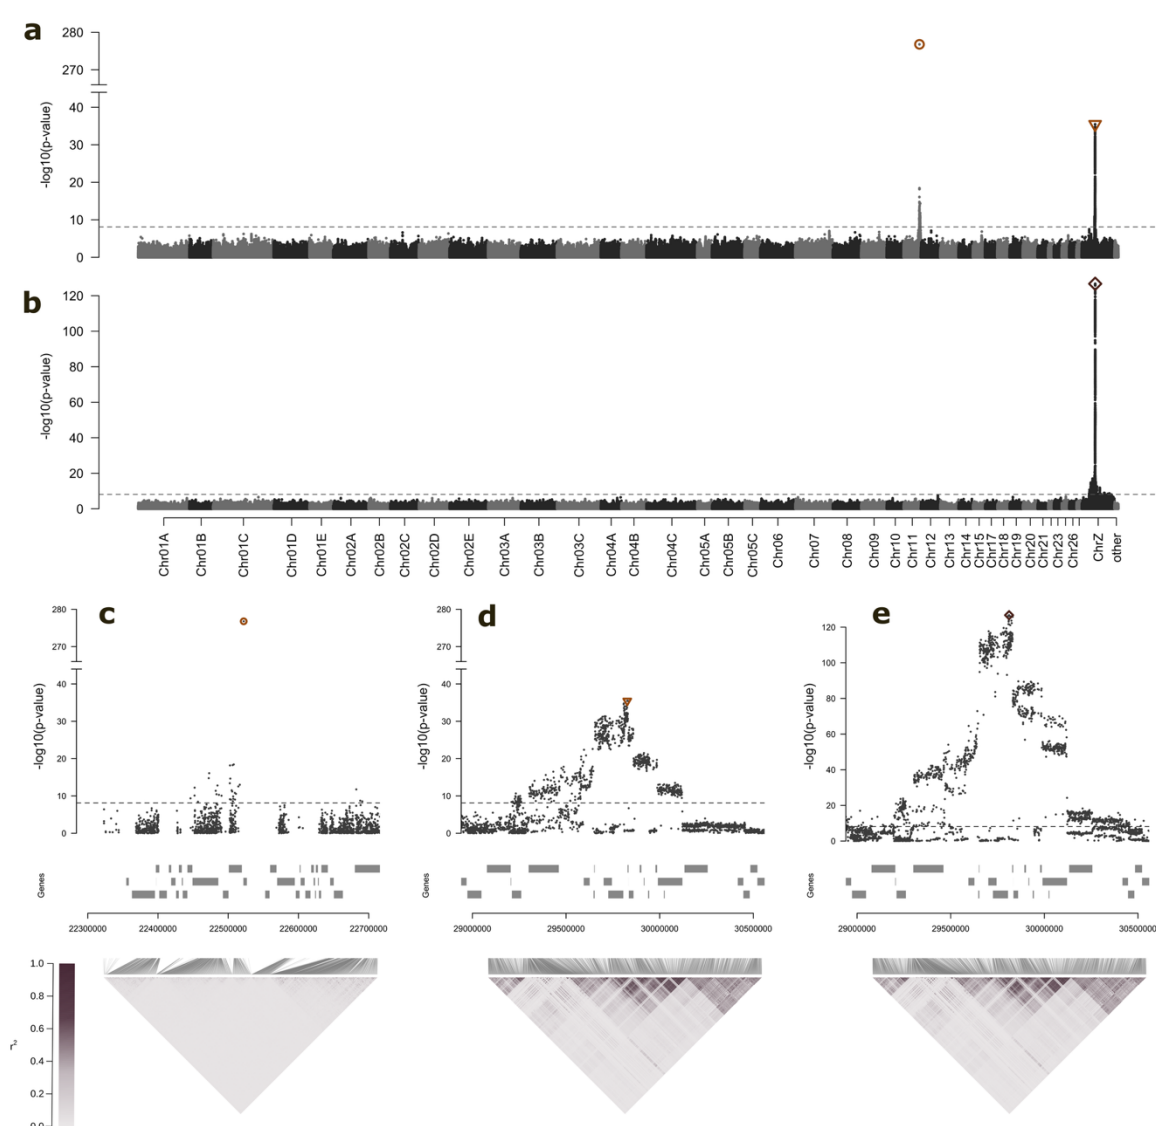 a
280
270
40
30
20
10
0
-log10(p-value)
b
120
100
80
60
40
20
0
-log10(p-value)
Chr01A Chr01B Chr01C Chr01D Chr01E Chr02A Chr02B Chr02C Chr02D Chr02E Chr03A Chr03B Chr03C Chr04A Chr04B Chr04C Chr05A Chr05B Chr05C Chr06 Chr07 Chr08 Chr09 Chr10 Chr11 Chr12 Chr13 Chr14 Chr15 Chr17 Chr18 Chr19 Chr20 Chr21 Chr23 Chr26 ChrZ other
c
280
270
40
30
20
10
0
-log10(p-value)
Genes
22300000 22400000 22500000 22600000 22700000
d
280
270
40
30
20
10
0
-log10(p-value)
Genes
29000000 29500000 30000000 30500000
e
120
100
80
60
40
20
0
-log10(p-value)
Genes
29000000 29500000 30000000 30500000
1.0
0.8
0.6
0.4
0.2
0.0
r²